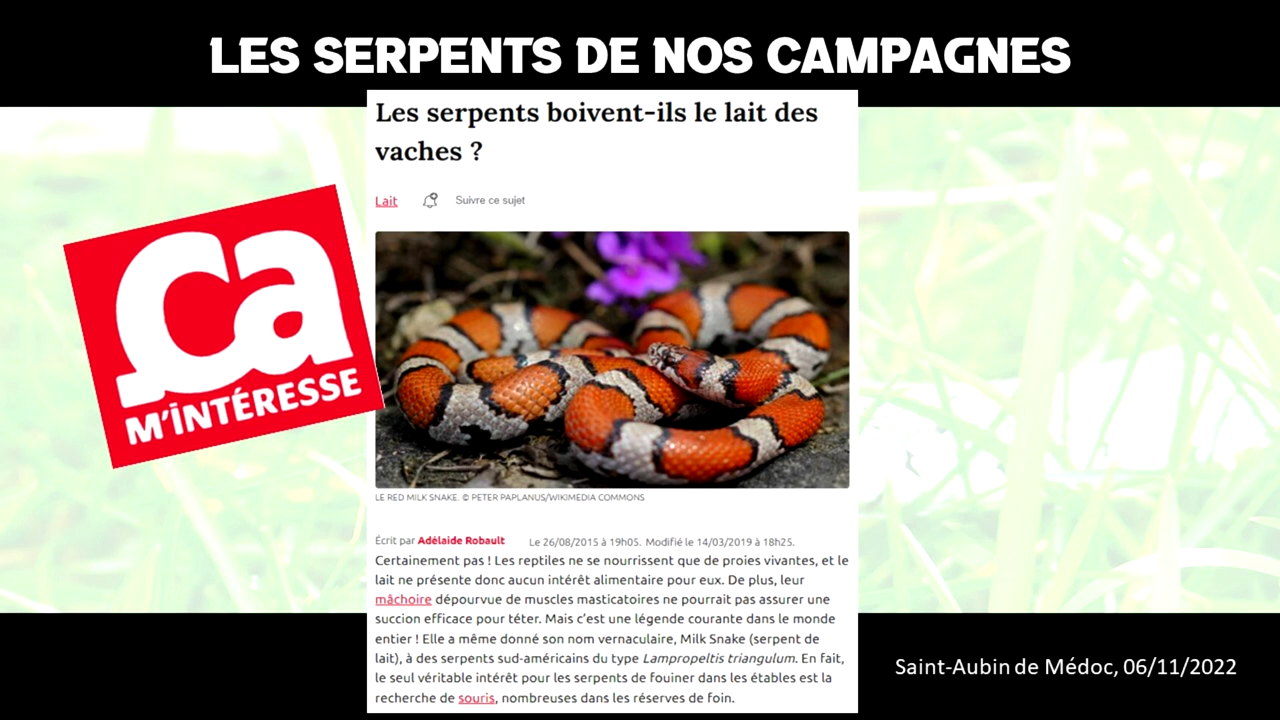 LES SERPENTS DE NOS CAMPAGNES
Les serpents boivent-ils le lait des
vaches ?
Lait Suivre ce sujet
ça
M'INTÉRESSE
LE RED MILK SNAKE. © PETER PAPLANUS/WIKIMEDIA COMMONS
Écrit par Adélaide Robault Le 26/08/2015 à 19h05. Modifié le 14/03/2019 à 18h25.
Certainement pas ! Les reptiles ne se nourrissent que de proies vivantes, et le
lait ne présente donc aucun intérêt alimentaire pour eux. De plus, leur
mâchoire dépourvue de muscles masticatoires ne pourrait pas assurer une
succion efficace pour téter. Mais c'est une légende courante dans le monde
entier ! Elle a même donné son nom vernaculaire, Milk Snake (serpent de
lait), à des serpents sud-américains du type Lampropeltis triangulum. En fait,
le seul véritable intérêt pour les serpents de fouiner dans les étables est la
recherche de souris, nombreuses dans les réserves de foin.
Saint-Aubin de Médoc, 06/11/2022